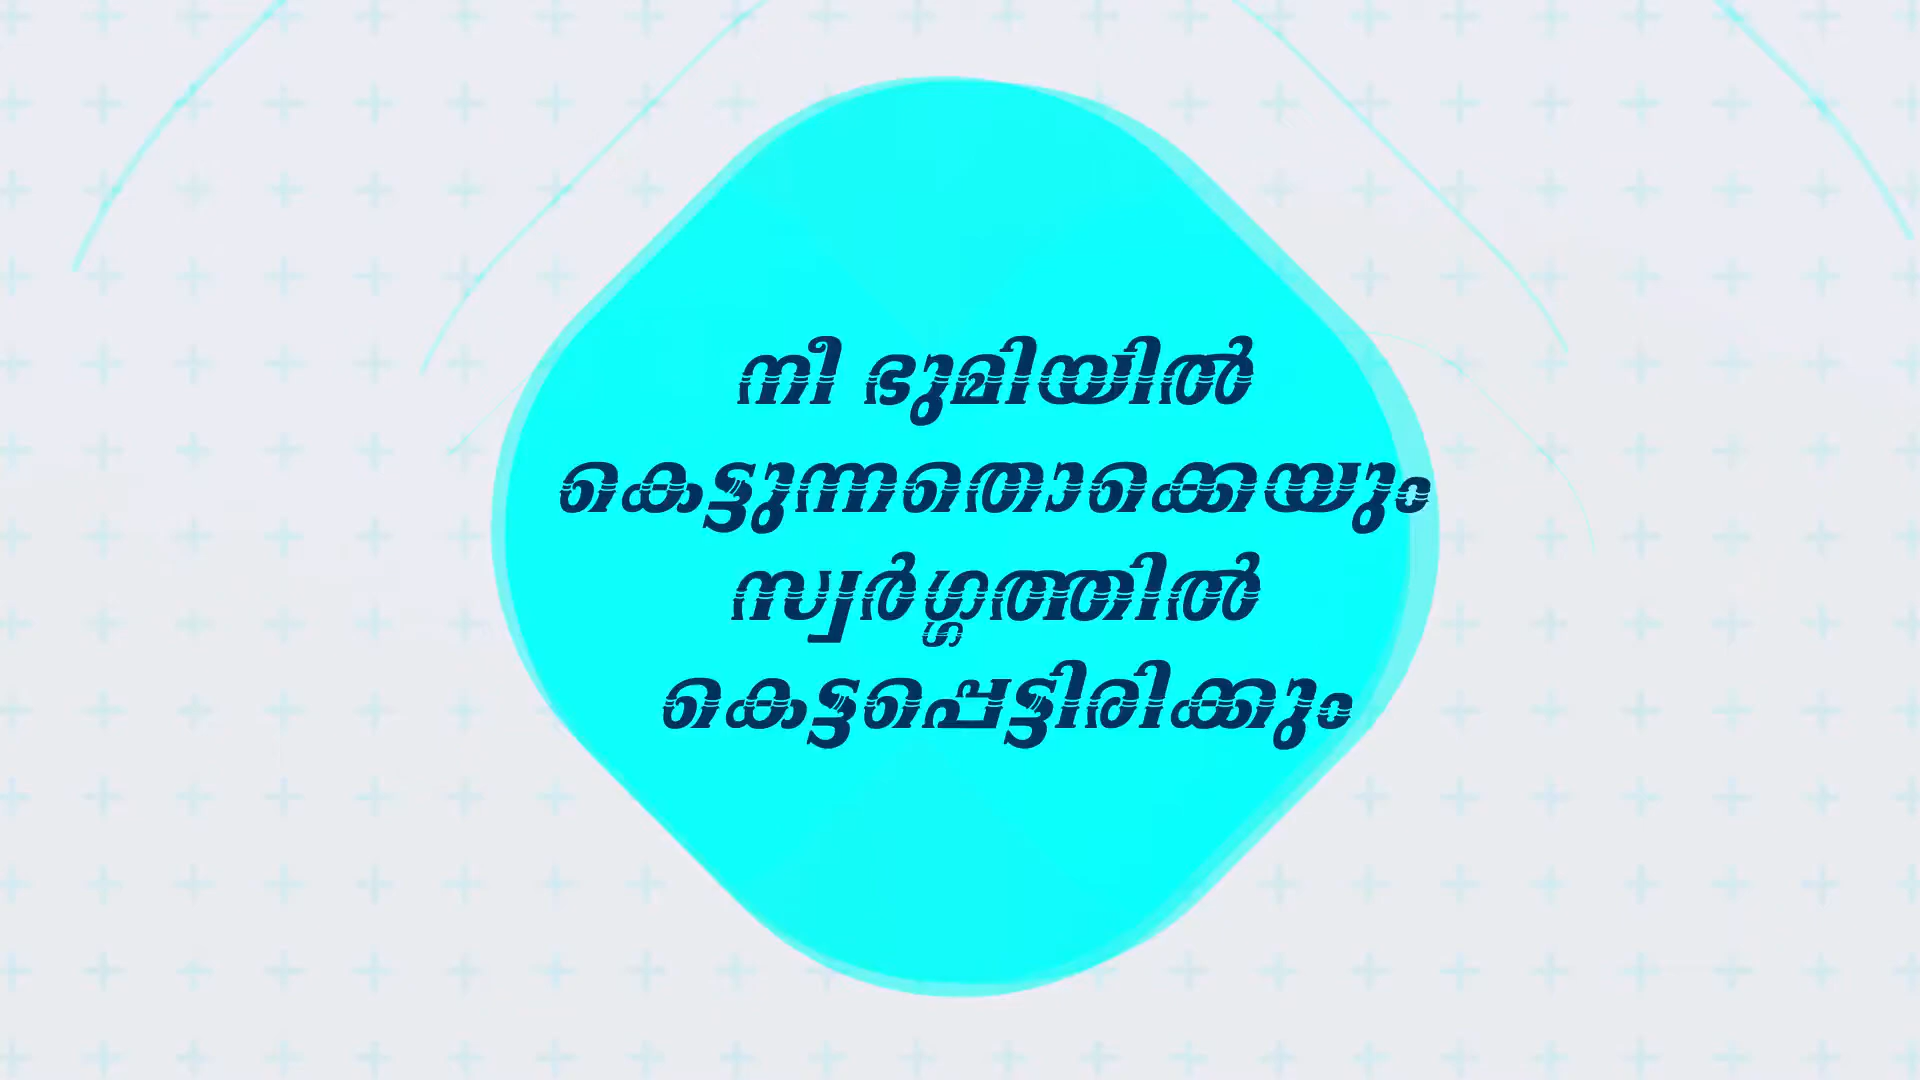 നീ ഭുമിയിൽ
കെട്ടുന്നതൊക്കെയും
സ്വർഗ്ഗത്തിൽ
കെട്ടപ്പെട്ടിരിക്കും